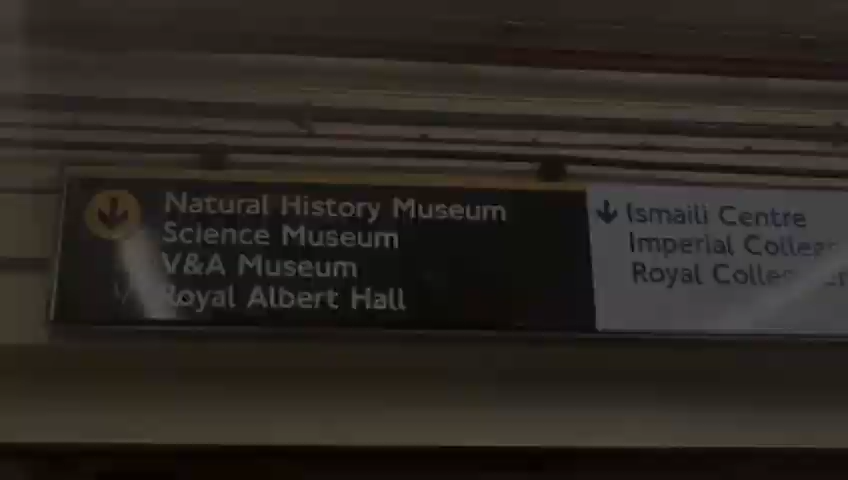 Natural History Museum
Science Museum
V&A Museum
Royal Albert Hall
Ismaili Centre
Imperial
Royal